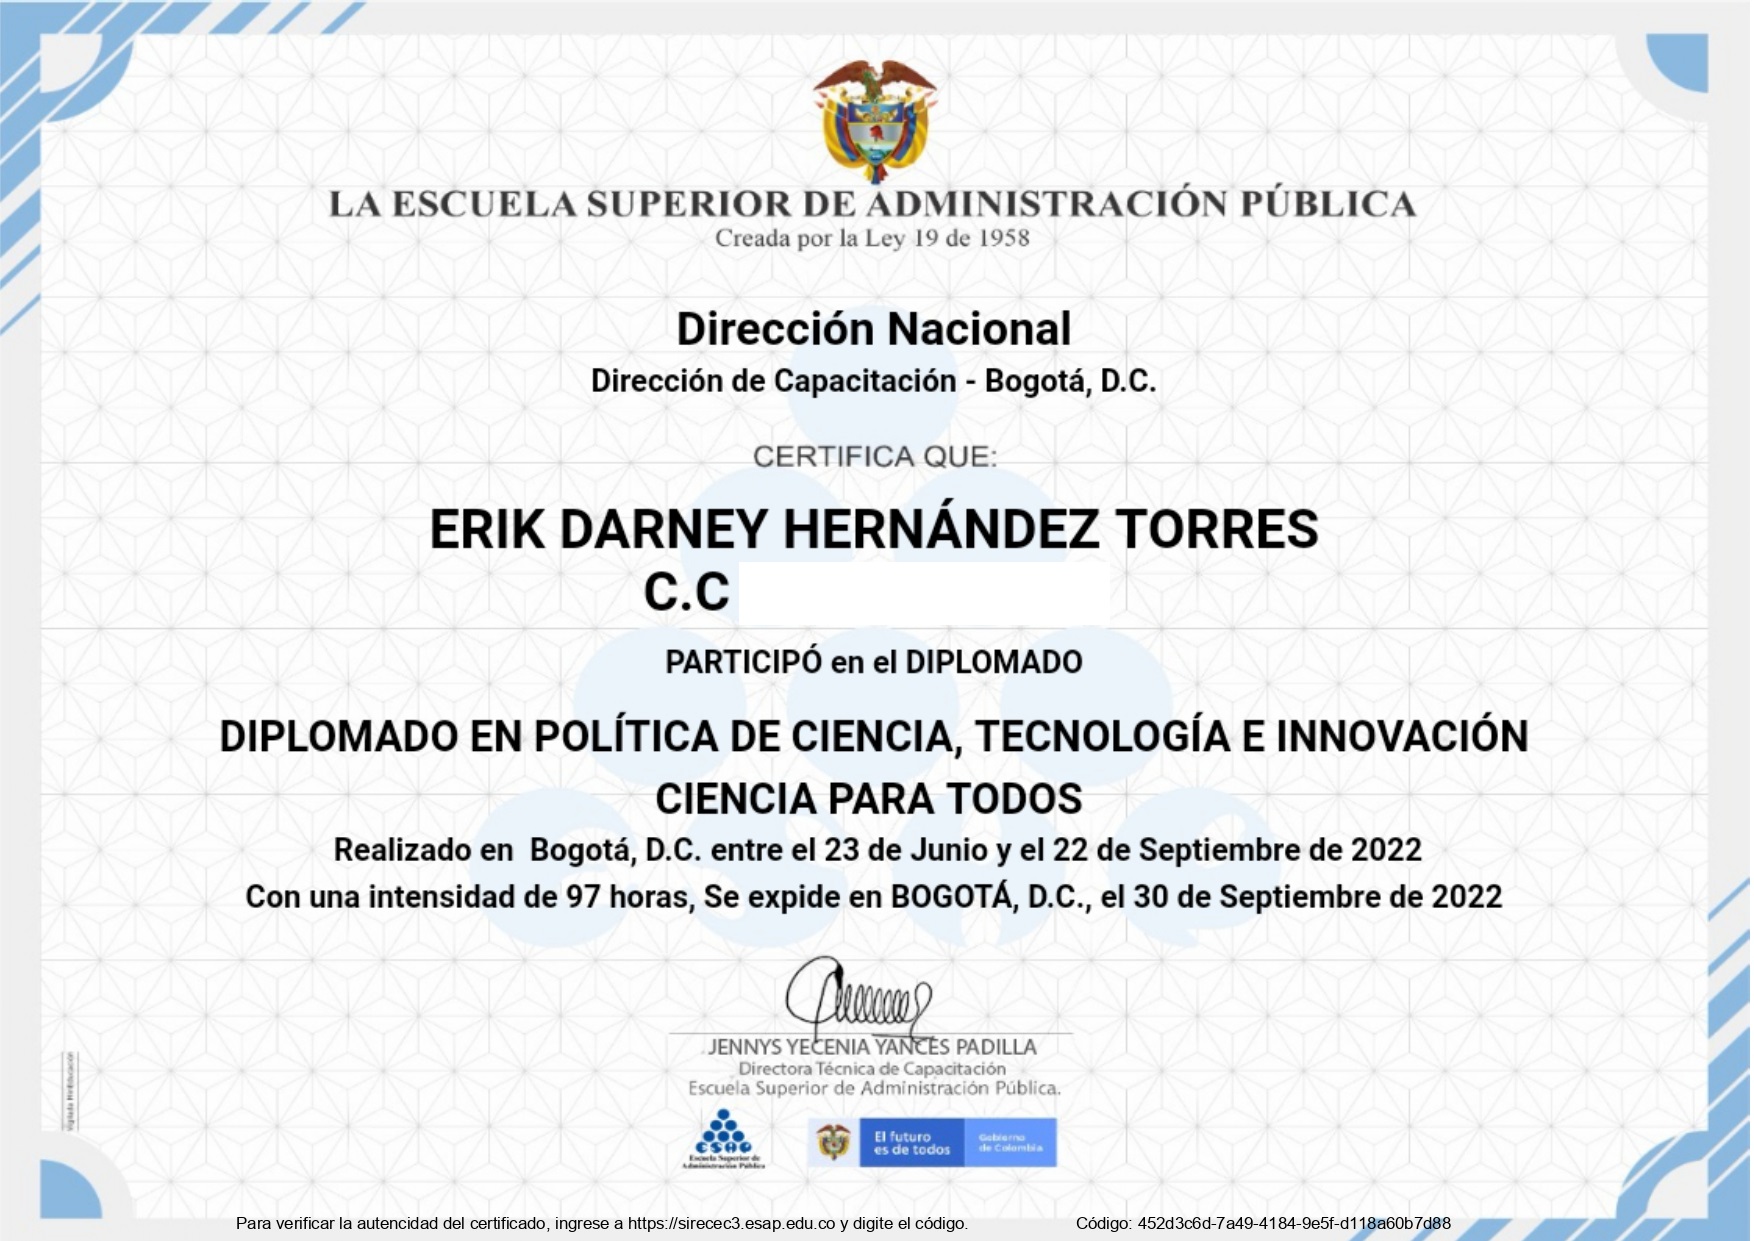 LA ESCUELA SUPERIOR DE ADMINISTRACIÓN PÚBLICA
Creada por la Ley 19 de 1958
Dirección Nacional
Dirección de Capacitación - Bogotá, D.C.
CERTIFICA QUE:
ERIK DARNEY HERNÁNDEZ TORRES
C.C
PARTICIPÓ en el DIPLOMADO
DIPLOMADO EN POLÍTICA DE CIENCIA, TECNOLOGÍA E INNOVACIÓN
CIENCIA PARA TODOS
Realizado en Bogotá, D.C. entre el 23 de Junio y el 22 de Septiembre de 2022
Con una intensidad de 97 horas, Se expide en BOGOTÁ, D.C., el 30 de Septiembre de 2022
JENNYS YECENIA YANCES PADILLA
Directora Técnica de Capacitación
Escuela Superior de Administración Pública.
Vigilada MinEducación
esap
Escuela Superior de
Administración Pública
El futuro
es de todos
Gobierno
de Colombia
Para verificar la autencidad del certificado, ingrese a https://sirecec3.esap.edu.co y digite el código.
Código: 452d3c6d-7a49-4184-9e5f-d118a60b7d88